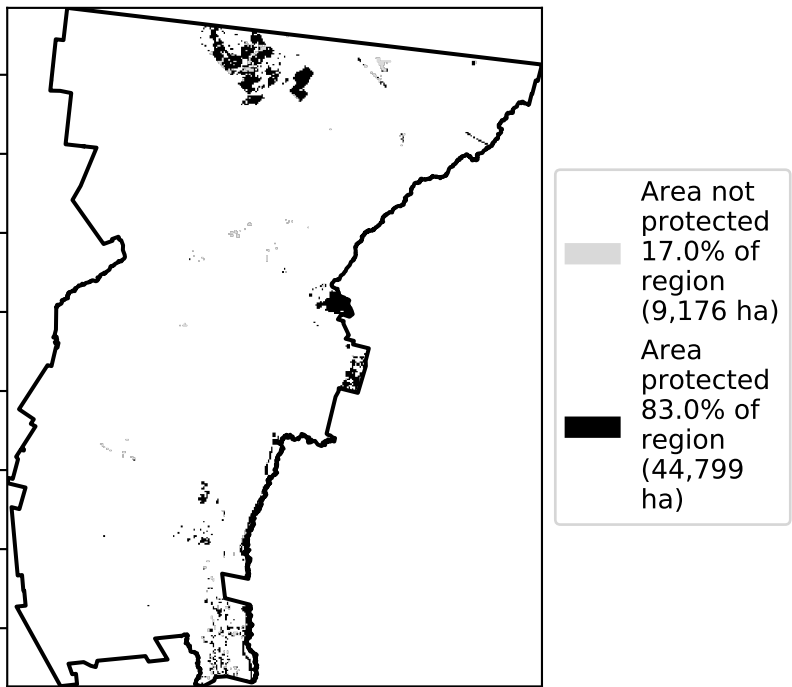 Area not
protected
17.0% of
region
(9,176 ha)
Area
protected
83.0% of
region
(44,799
ha)